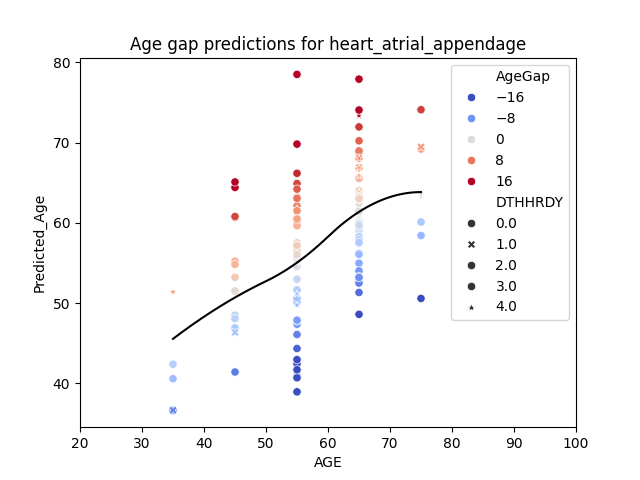 Age gap predictions for heart_atrial_appendage
Predicted_Age
80
70
60
50
40
20 30 40 50 60 70 80 90 100
AGE
AgeGap
−16
−8
0
8
16
DTHHRDY
0.0
1.0
2.0
3.0
4.0